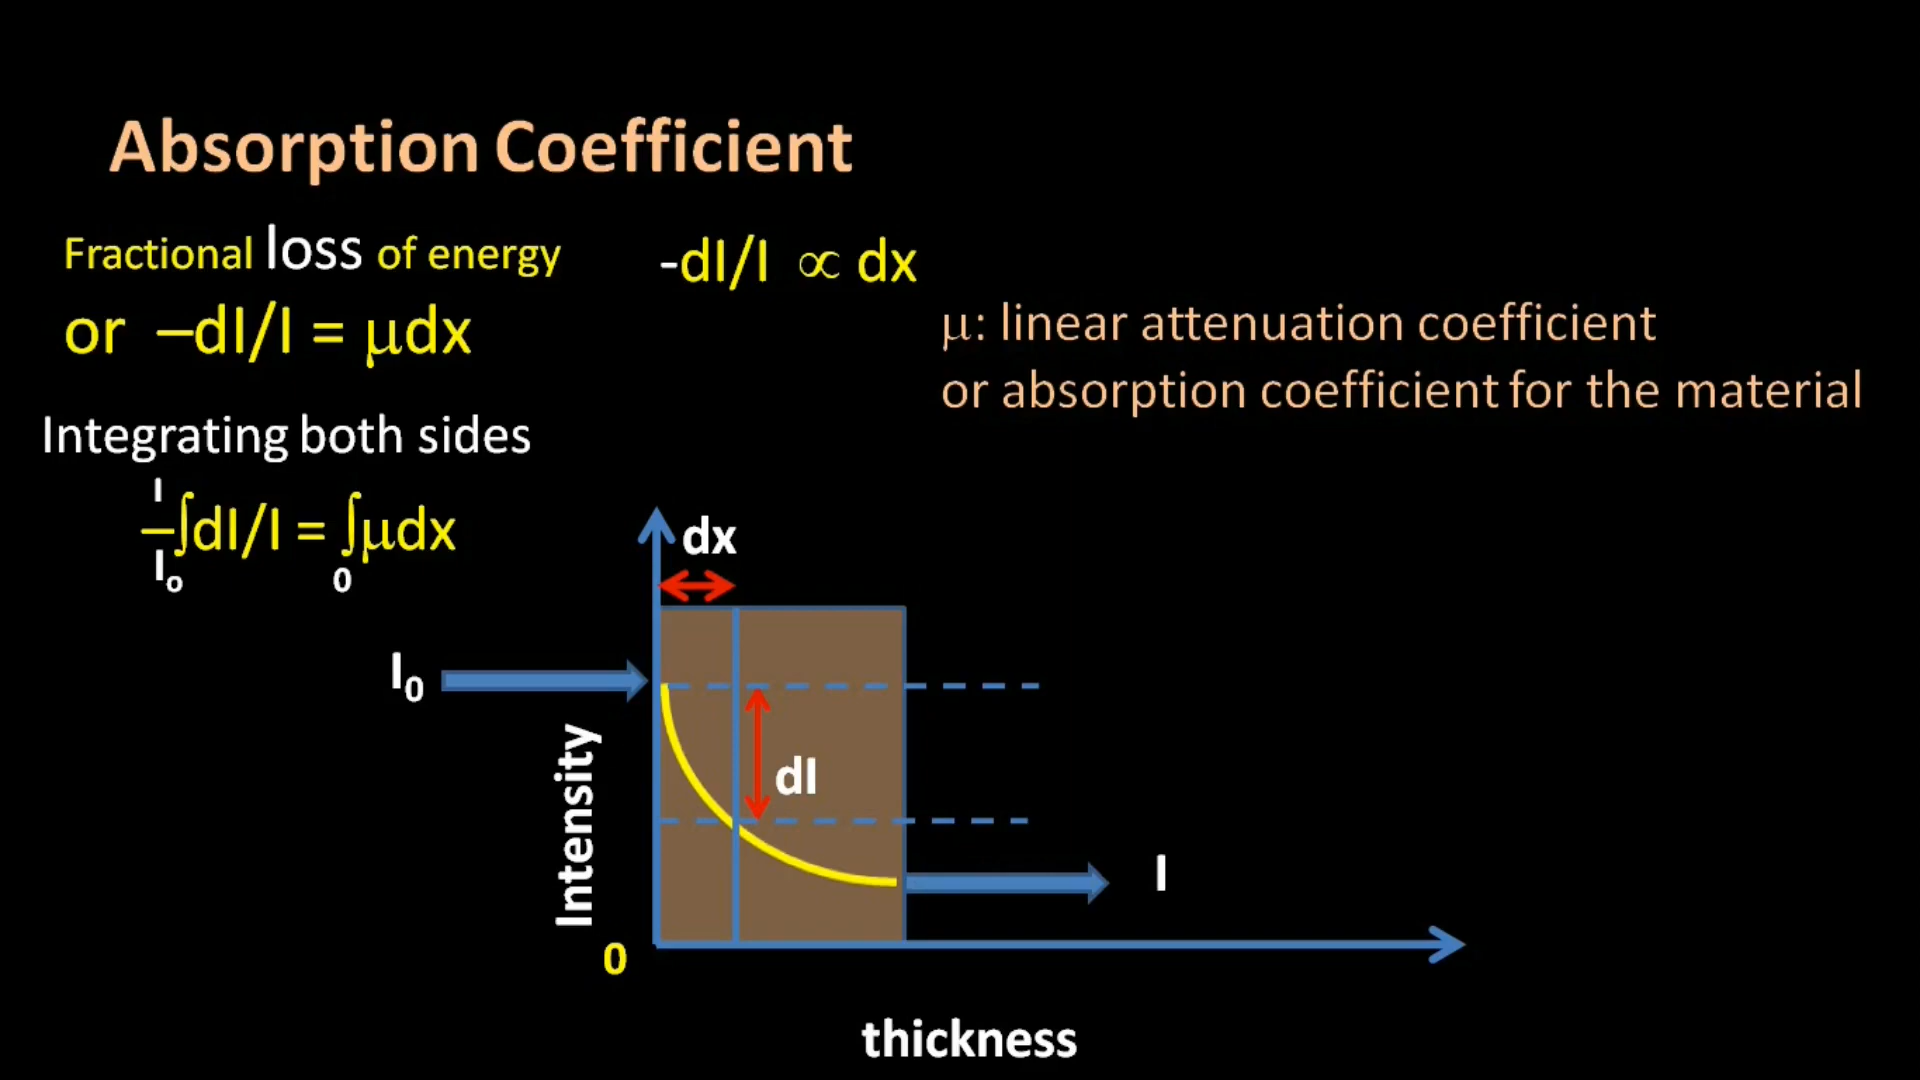 Absorption Coefficient
Fractional loss of energy
-dI/I ∝ dx
or –dI/I = μdx
μ: linear attenuation coefficient
or absorption coefficient for the material
Integrating both sides
I
–∫dI/I = ∫μdx
I₀ 0
dx
I₀
dI
Intensity
I
0
thickness